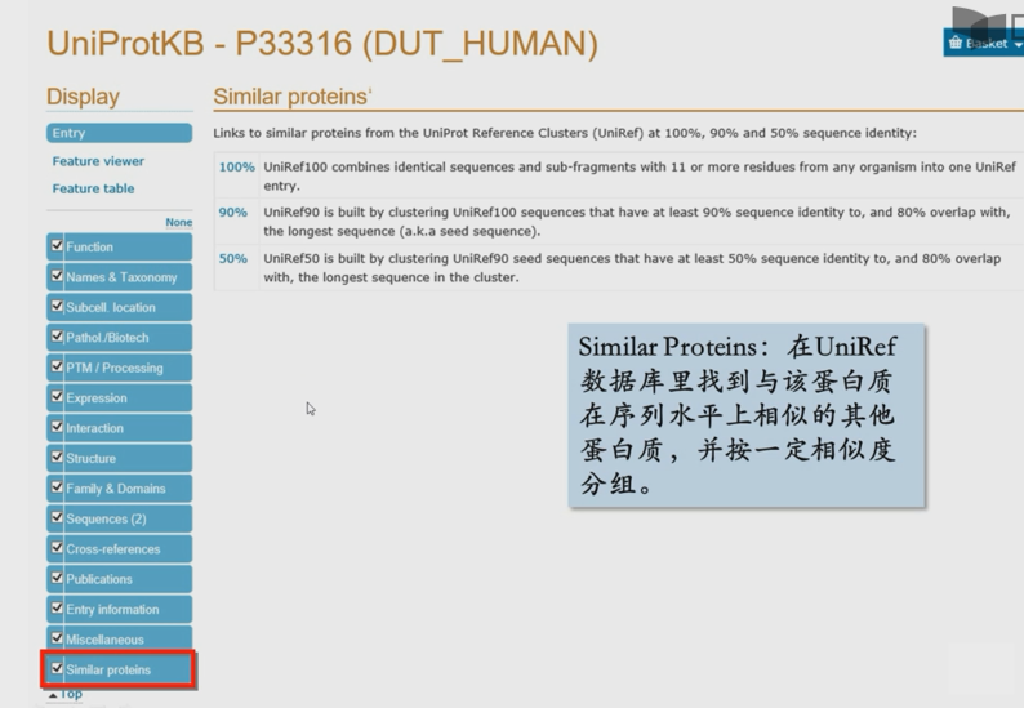 UniProtKB - P33316 (DUT_HUMAN)
Basket
Display
Entry
Feature viewer
Feature table
None
Function
Names & Taxonomy
Subcell. location
Pathol./Biotech
PTM / Processing
Expression
Interaction
Structure
Family & Domains
Sequences (2)
Cross-references
Publications
Entry information
Miscellaneous
Similar proteins
Top
Similar proteinsⁱ
Links to similar proteins from the UniProt Reference Clusters (UniRef) at 100%, 90% and 50% sequence identity:
100% UniRef100 combines identical sequences and sub-fragments with 11 or more residues from any organism into one UniRef
entry.
90% UniRef90 is built by clustering UniRef100 sequences that have at least 90% sequence identity to, and 80% overlap with,
the longest sequence (a.k.a seed sequence).
50% UniRef50 is built by clustering UniRef90 seed sequences that have at least 50% sequence identity to, and 80% overlap
with, the longest sequence in the cluster.
Similar Proteins：在UniRef
数据库里找到与该蛋白质
在序列水平上相似的其他
蛋白质，并按一定相似度
分组。